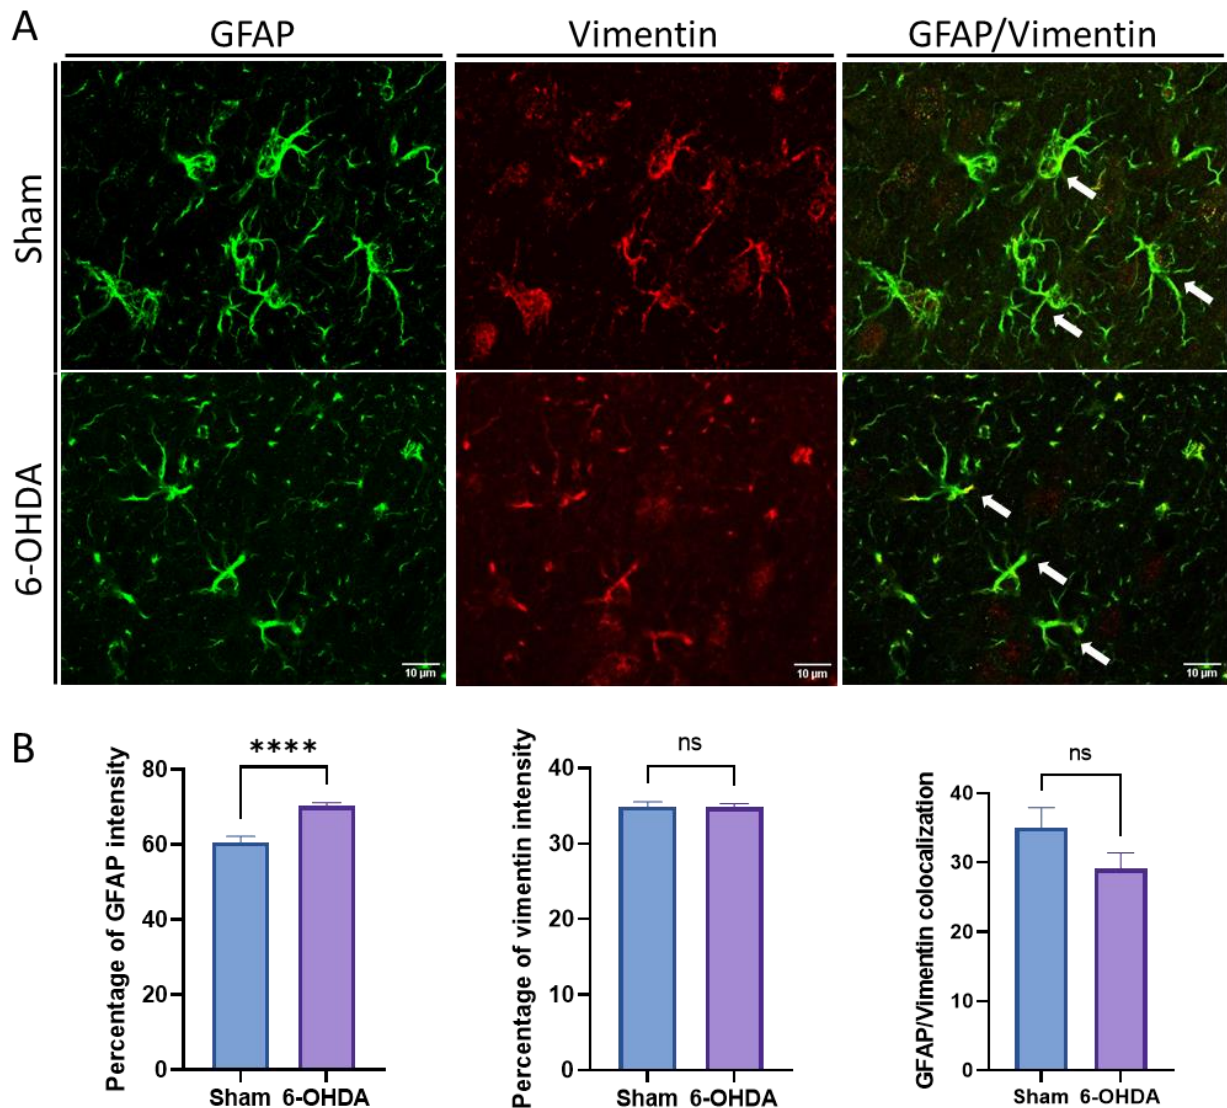 A
GFAP
Vimentin
GFAP/Vimentin
Sham
6-OHDA
10 µm
10 µm
10 µm
B
Percentage of GFAP intensity
80
60
40
20
0
****
Sham 6-OHDA
Percentage of vimentin intensity
40
30
20
10
0
ns
Sham 6-OHDA
GFAP/Vimentin colocalization
40
30
20
10
0
ns
Sham 6-OHDA